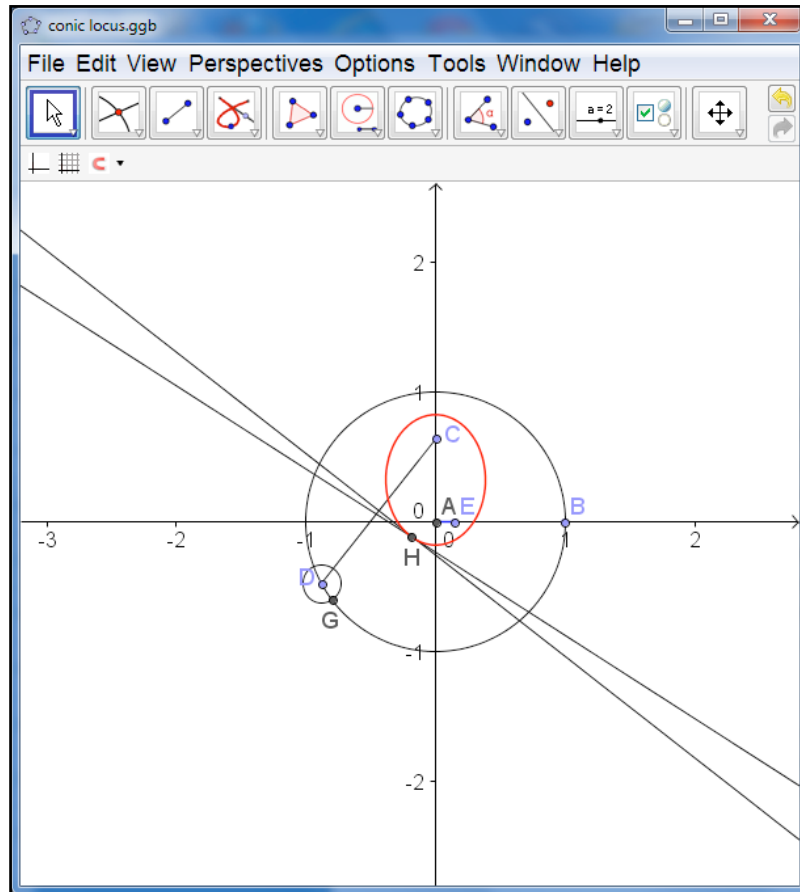 conic locus.ggb
File Edit View Perspectives Options Tools Window Help
α a=2
2
1
C
0 A E B
-3 -2 -1 0 1 2
H
D
G
-1
-2